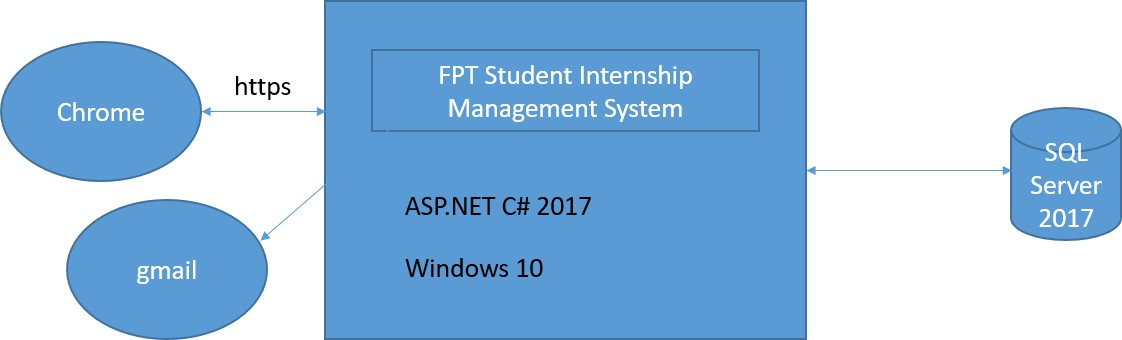 Chrome
https
gmail
FPT Student Internship
Management System
ASP.NET C# 2017
Windows 10
SQL
Server
2017